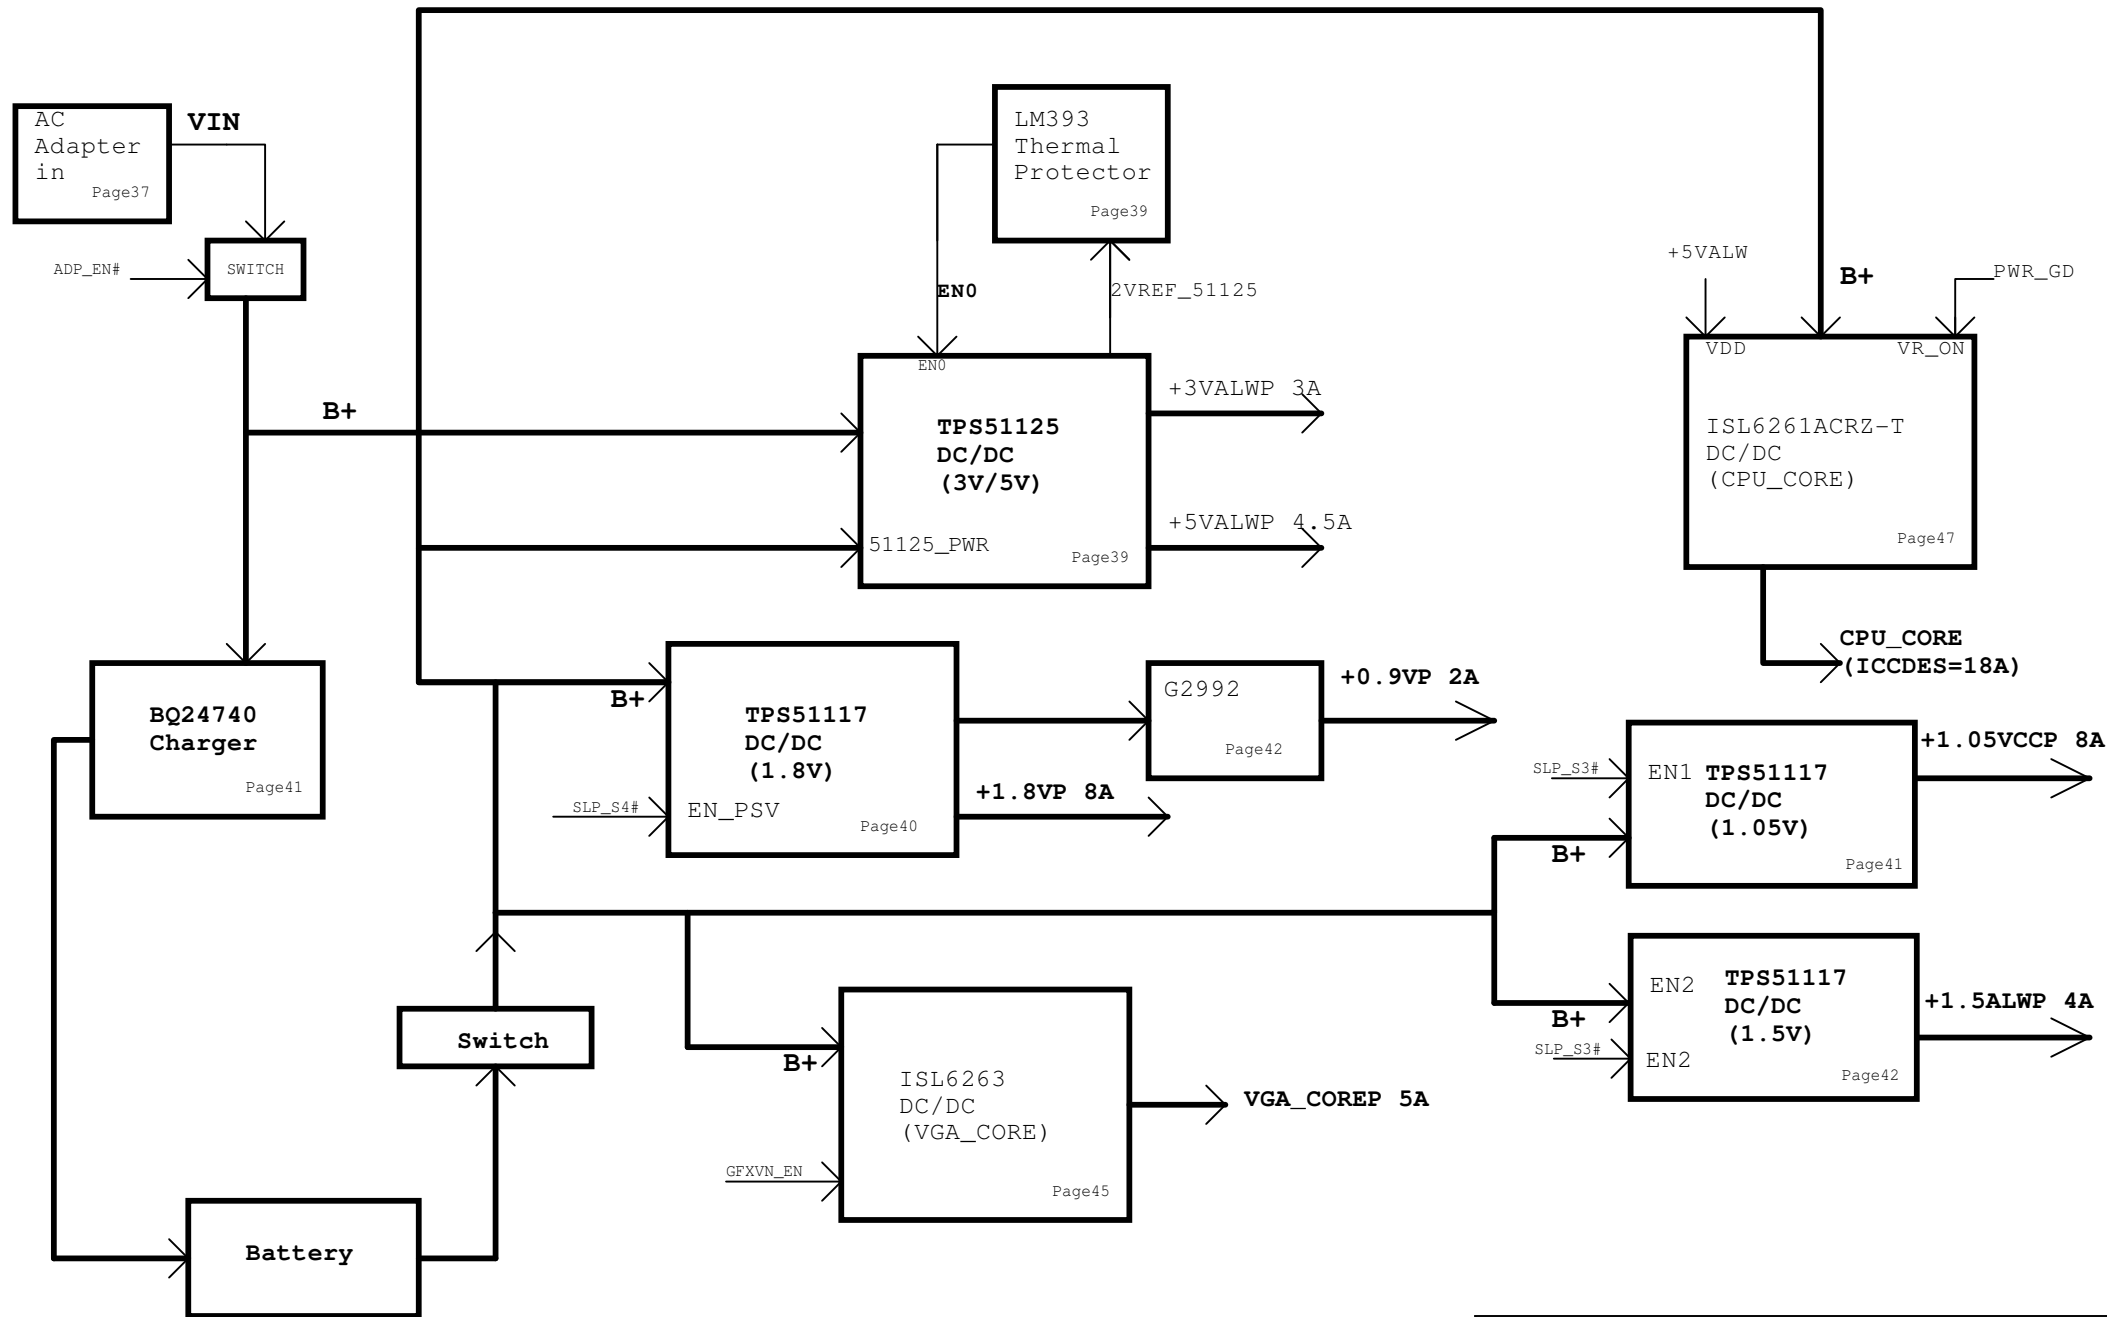 AC
Adapter
in
Page37
VIN
ADP_EN#
SWITCH
LM393
Thermal
Protector
Page39
EN0
2VREF_51125
+5VALW
B+
PWR_GD
VDD
VR_ON
ISL6261ACRZ-T
DC/DC
(CPU_CORE)
Page47
CPU_CORE
(ICCDES=18A)
B+
EN0
TPS51125
DC/DC
(3V/5V)
51125_PWR
Page39
+3VALWP 3A
+5VALWP 4.5A
BQ24740
Charger
Page41
B+
TPS51117
DC/DC
(1.8V)
SLP_S4#
EN_PSV
Page40
G2992
Page42
+0.9VP 2A
+1.8VP 8A
SLP_S3#
EN1
TPS51117
DC/DC
(1.05V)
B+
Page41
+1.05VCCP 8A
EN2
TPS51117
DC/DC
(1.5V)
B+
SLP_S3#
EN2
Page42
+1.5ALWP 4A
Switch
B+
ISL6263
DC/DC
(VGA_CORE)
GFXVN_EN
Page45
VGA_COREP 5A
Battery